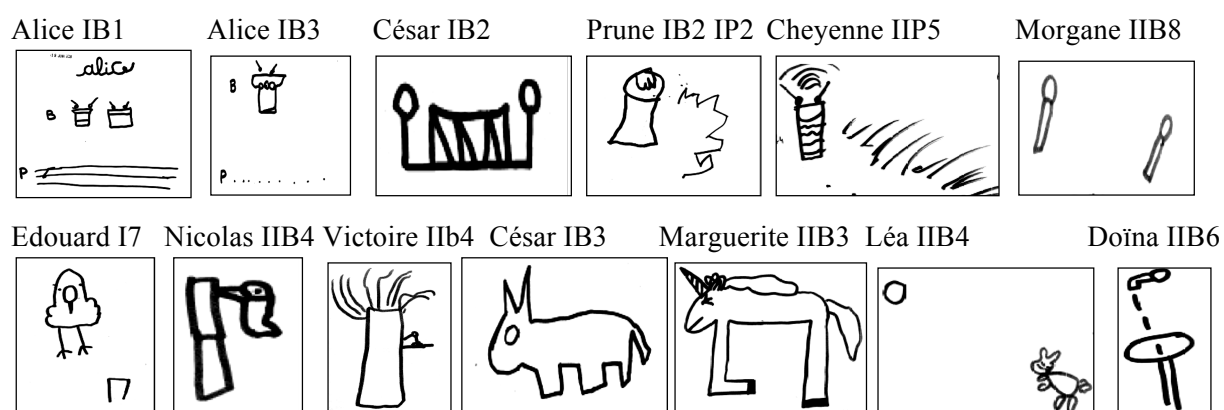 Alice IB1 Alice IB3 César IB2 Prune IB2 IP2 Cheyenne IIP5 Morgane IIB8
alice
B
B
P
P
Edouard I7 Nicolas IIB4 Victoire IIb4 César IB3 Marguerite IIB3 Léa IIB4 Doïna IIB6